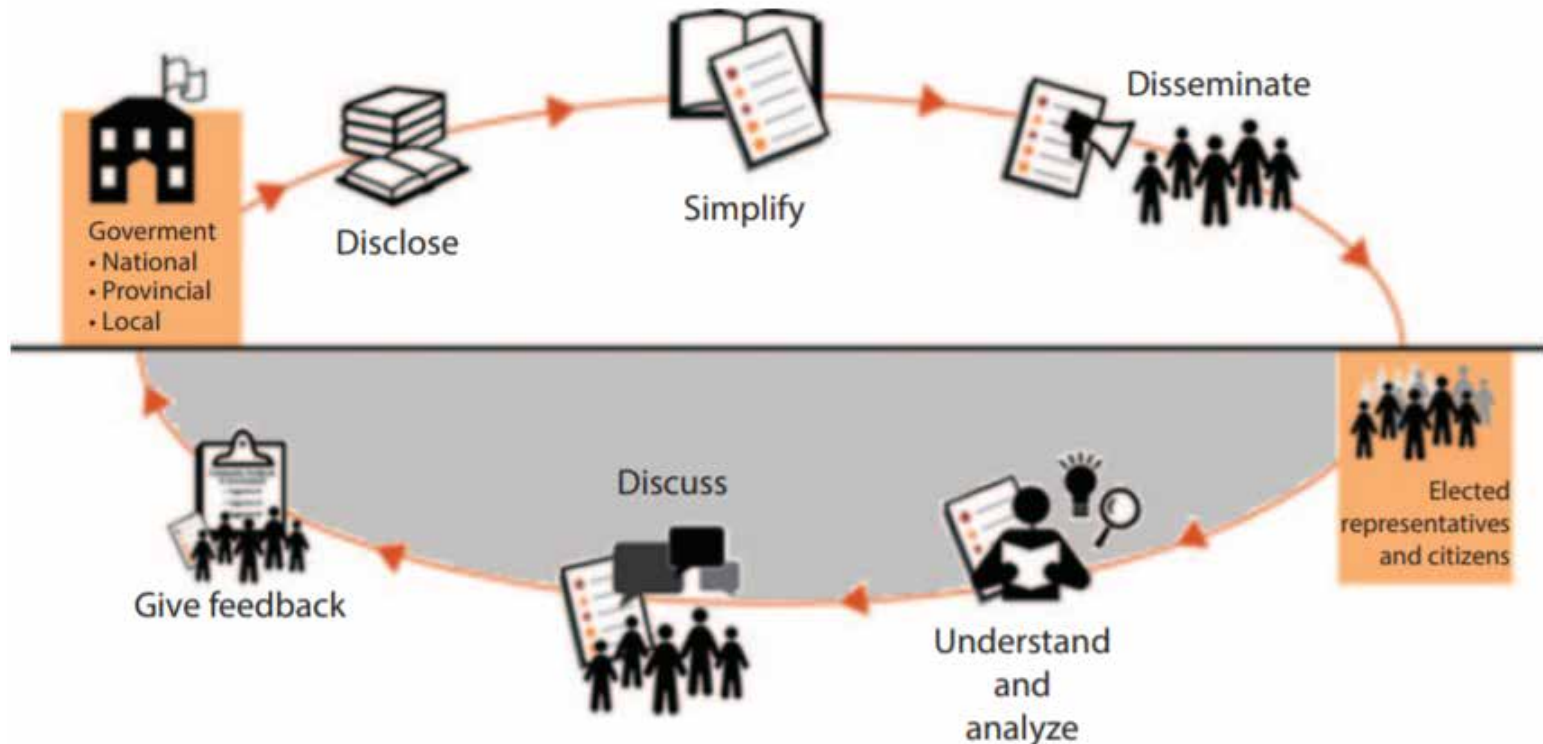 Goverment
• National
• Provincial
• Local
Disclose
Simplify
Disseminate
Elected
representatives
and citizens
Understand
and
analyze
Discuss
Give feedback